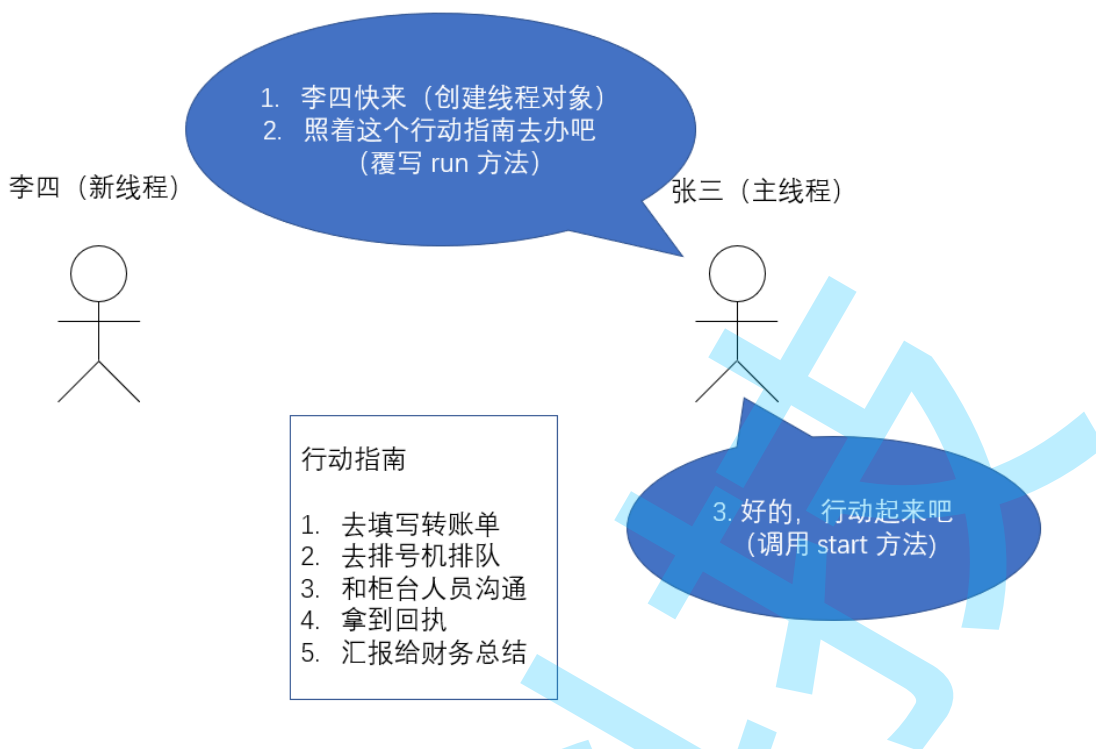 1. 李四快来（创建线程对象）
2. 照着这个行动指南去办吧
（覆写 run 方法）
李四（新线程）
张三（主线程）
行动指南
1. 去填写转账单
2. 去排号机排队
3. 和柜台人员沟通
4. 拿到回执
5. 汇报给财务总结
3. 好的，行动起来吧
（调用 start 方法)